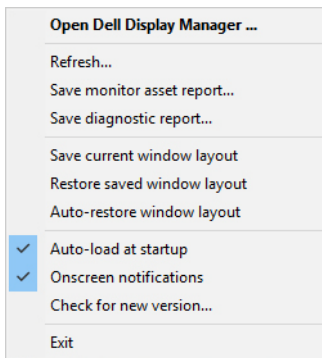 Open Dell Display Manager ...
Refresh...
Save monitor asset report...
Save diagnostic report...
Save current window layout
Restore saved window layout
Auto-restore window layout
Auto-load at startup
Onscreen notifications
Check for new version...
Exit